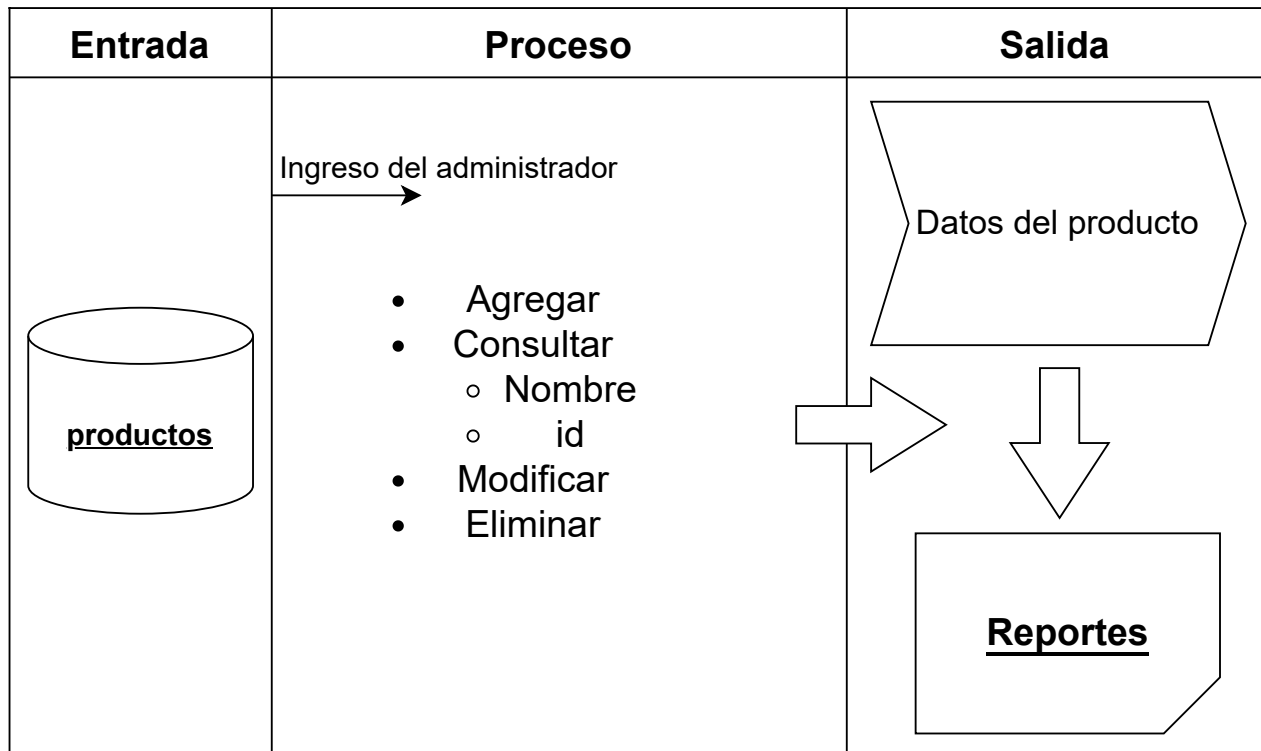 Entrada
Proceso
Salida
productos
Ingreso del administrador
Agregar
Consultar
Nombre
id
Modificar
Eliminar
Datos del producto
Reportes